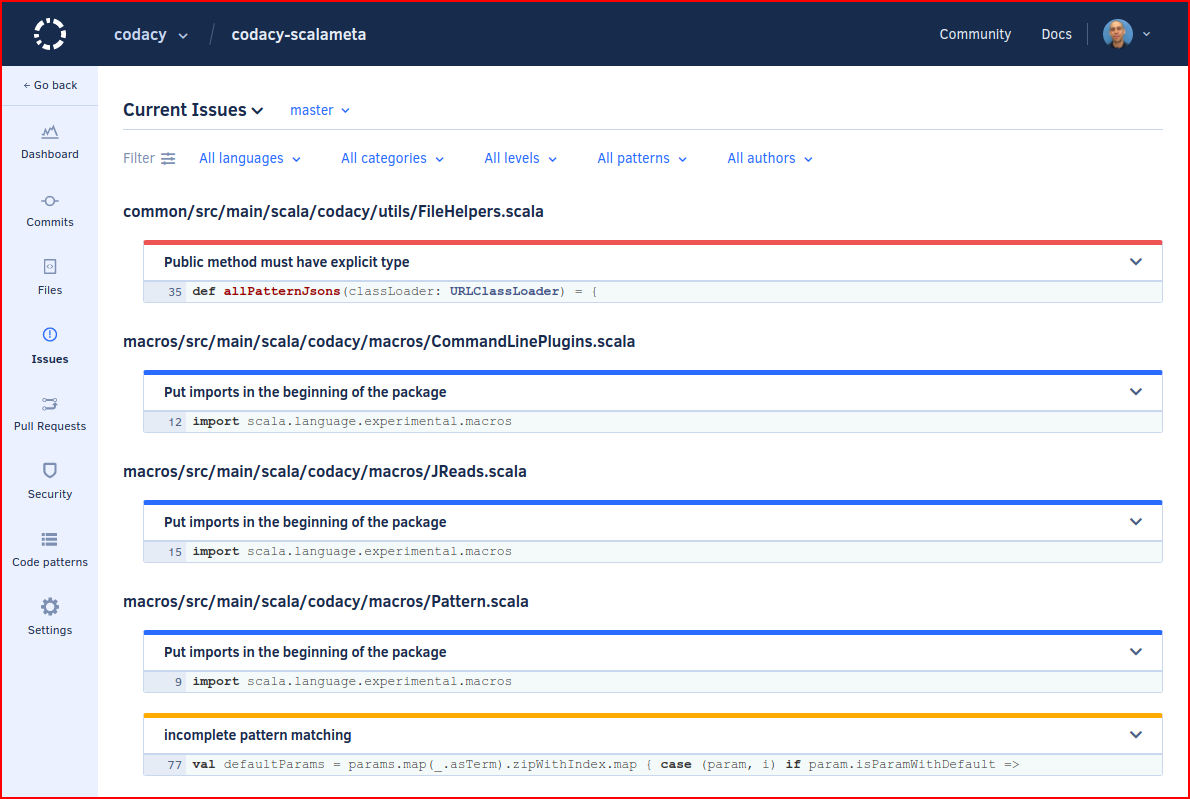 codacy / codacy-scalameta Community Docs
← Go back
Dashboard
Commits
Files
Issues
Pull Requests
Security
Code patterns
Settings
Current Issues master
Filter All languages All categories All levels All patterns All authors
common/src/main/scala/codacy/utils/FileHelpers.scala
Public method must have explicit type
35 def allPatternJsons(classLoader: URLClassLoader) = {
macros/src/main/scala/codacy/macros/CommandLinePlugins.scala
Put imports in the beginning of the package
12 import scala.language.experimental.macros
macros/src/main/scala/codacy/macros/JReads.scala
Put imports in the beginning of the package
15 import scala.language.experimental.macros
macros/src/main/scala/codacy/macros/Pattern.scala
Put imports in the beginning of the package
9 import scala.language.experimental.macros
incomplete pattern matching
77 val defaultParams = params.map(_.asTerm).zipWithIndex.map { case (param, i) if param.isParamWithDefault =>